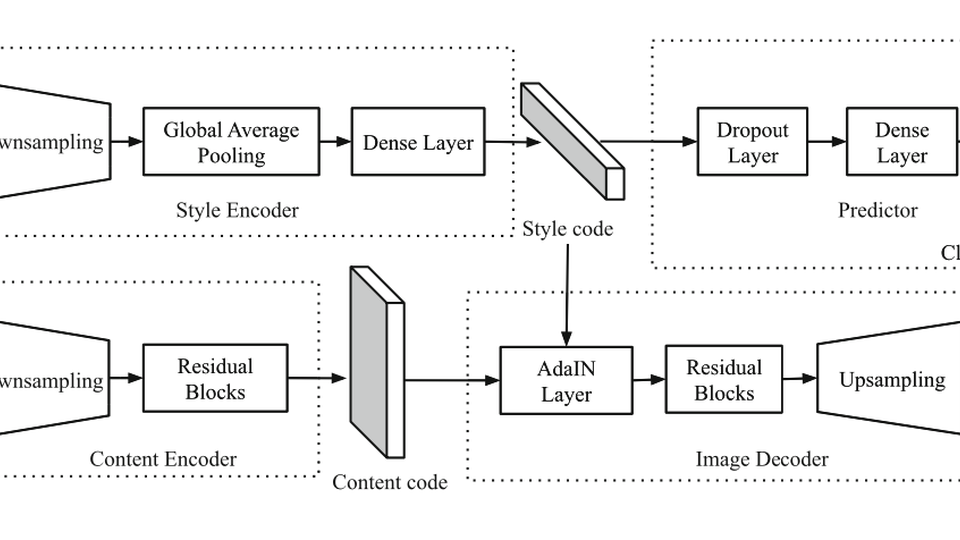 wnsampling
Global Average
Pooling
Dense Layer
Style Encoder
Style code
Dropout
Layer
Dense
Layer
Predictor
Cl
wnsampling
Residual
Blocks
Content Encoder
Content code
AdaIN
Layer
Residual
Blocks
Upsampling
Image Decoder